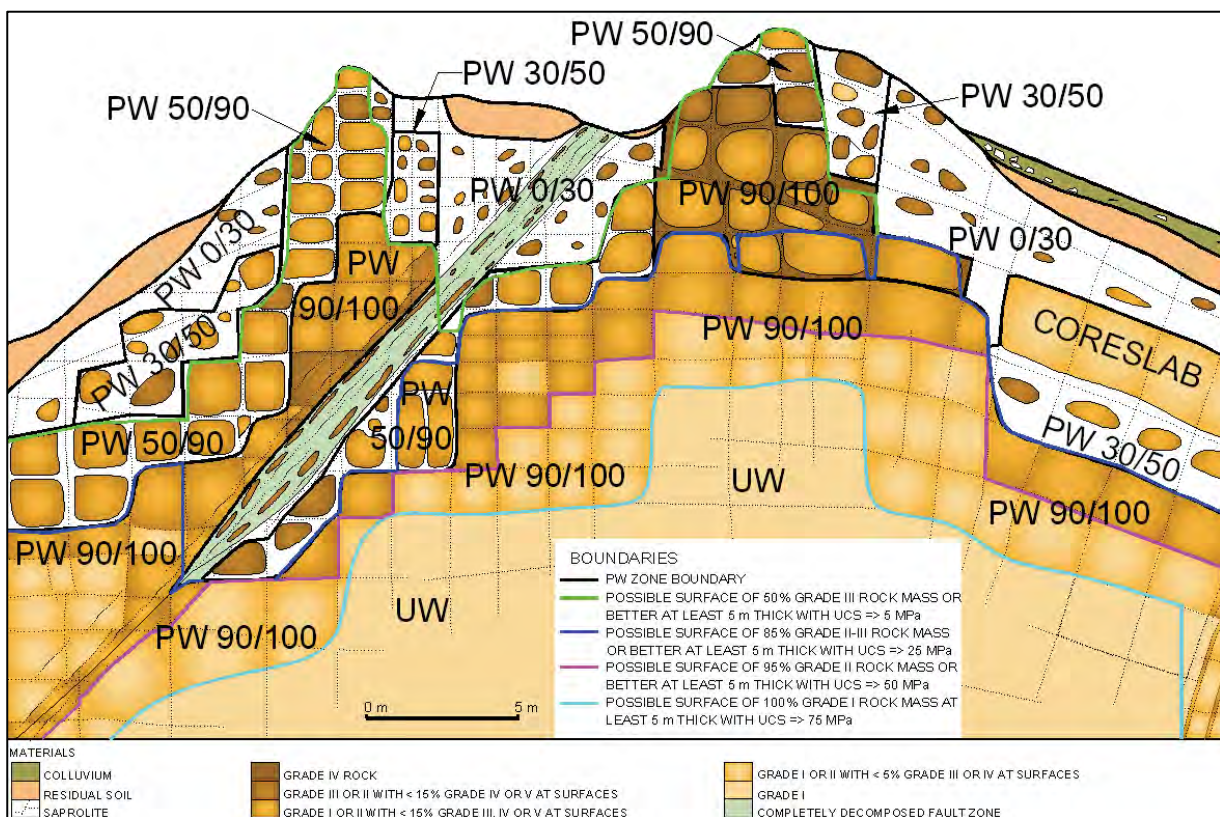 PW 50/90
PW 30/50
PW 50/90
PW 30/50
PW 0/30
PW 90/100
PW 0/30
PW 0/30
PW
90/100
PW 90/100
CORESLAB
PW 30/50
PW 50/90
PW
50/90
PW 30/50
PW 90/100
UW
PW 90/100
PW 90/100
UW
PW 90/100
0 m 5 m
BOUNDARIES
PW ZONE BOUNDARY
POSSIBLE SURFACE OF 50% GRADE III ROCK MASS OR
BETTER AT LEAST 5 m THICK WITH UCS => 5 MPa
POSSIBLE SURFACE OF 85% GRADE II-III ROCK MASS
OR BETTER AT LEAST 5 m THICK WITH UCS => 25 MPa
POSSIBLE SURFACE OF 95% GRADE II ROCK MASS OR
BETTER AT LEAST 5 m THICK WITH UCS => 50 MPa
POSSIBLE SURFACE OF 100% GRADE I ROCK MASS AT
LEAST 5 m THICK WITH UCS => 75 MPa
MATERIALS
COLLUVIUM
RESIDUAL SOIL
SAPROLITE
GRADE IV ROCK
GRADE III OR II WITH < 15% GRADE IV OR V AT SURFACES
GRADE I OR II WITH < 15% GRADE III, IV OR V AT SURFACES
GRADE I OR II WITH < 5% GRADE III OR IV AT SURFACES
GRADE I
COMPLETELY DECOMPOSED FAULT ZONE